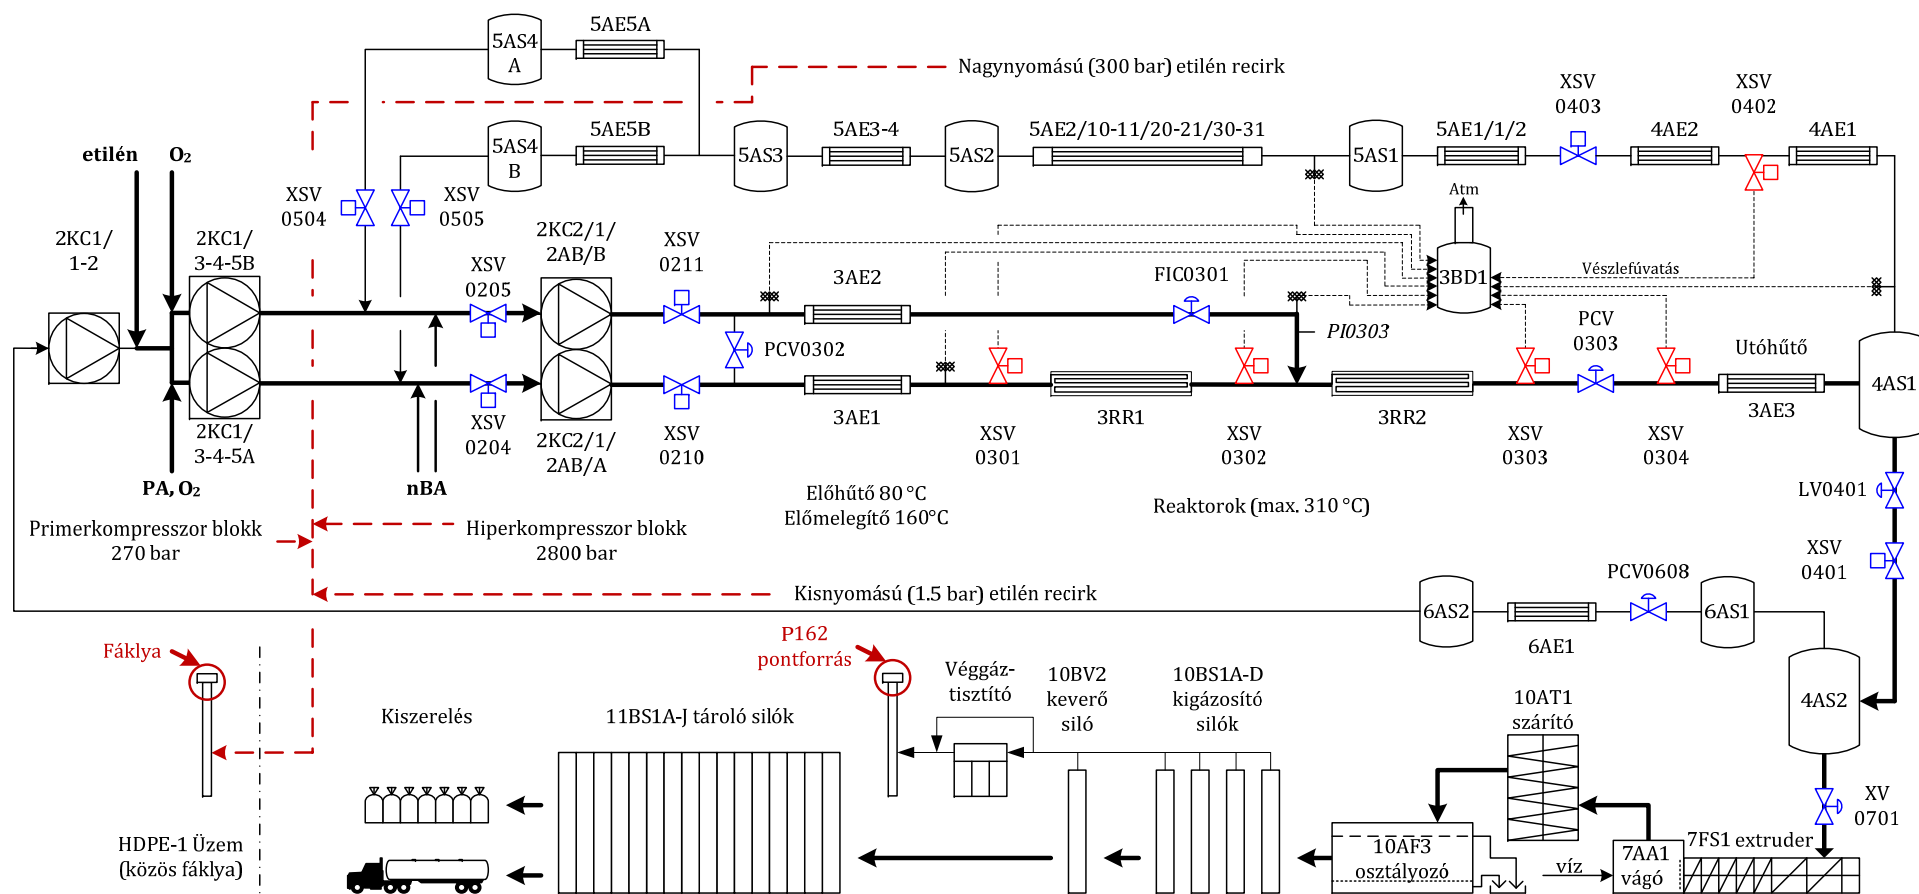 5AE5A
5AS4
A
Nagynyomású (300 bar) etilén recirk
XSV
0403
XSV
0402
etilén
O₂
5AE5B
5AS4
B
5AS3
5AE3-4
5AS2
5AE2/10-11/20-21/30-31
5AS1
5AE1/1/2
4AE2
4AE1
XSV
0504
XSV
0505
Atm
2KC1/
1-2
2KC1/
3-4-5B
XSV
0205
2KC2/1/
2AB/B
XSV
0211
3AE2
FIC0301
3BD1
Vészlefúvatás
PCV0302
PI0303
PCV
0303
Utóhűtő
4AS1
2KC1/
3-4-5A
XSV
0204
2KC2/1/
2AB/A
XSV
0210
3AE1
XSV
0301
3RR1
XSV
0302
3RR2
XSV
0303
XSV
0304
3AE3
PA, O₂
nBA
Előhűtő 80 °C
Előmelegítő 160°C
Reaktorok (max. 310 °C)
LV0401
Primerkompresszor blokk
270 bar
Hiperkompresszor blokk
2800 bar
XSV
0401
Kisnyomású (1.5 bar) etilén recirk
6AS2
6AE1
PCV0608
6AS1
Fáklya
P162
pontforrás
Véggáz-
tisztító
10BV2
keverő
siló
10BS1A-D
kigázosító
silók
10AT1
szárító
4AS2
Kiszerelés
11BS1A-J tároló silók
XV
0701
HDPE-1 Üzem
(közös fáklya)
10AF3
osztályozó
víz
7AA1
vágó
7FS1 extruder